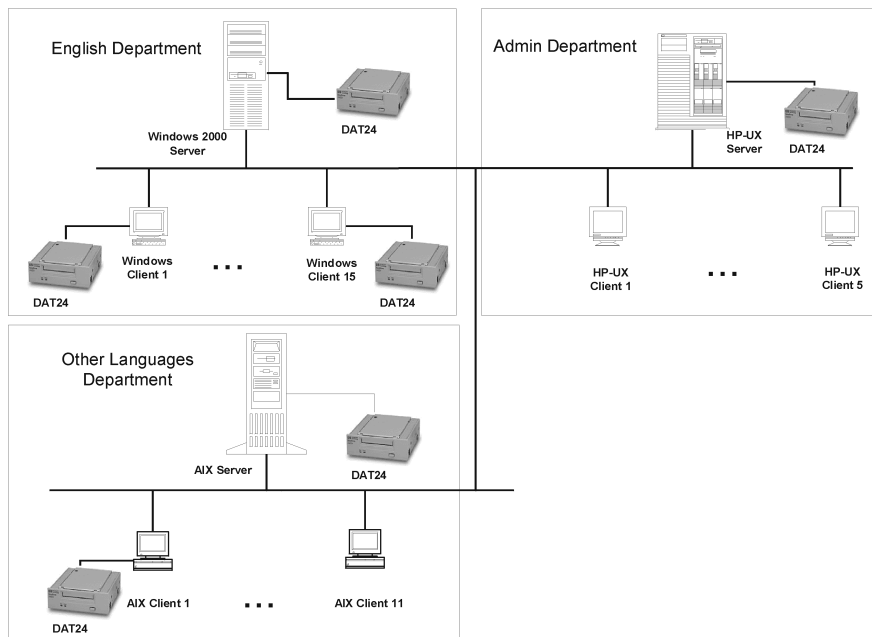 English Department
DAT24
Windows 2000
Server
Admin Department
HP-UX
Server
DAT24
DAT24
Windows
Client 1
...
Windows
Client 15
DAT24
HP-UX
Client 1
...
HP-UX
Client 5
Other Languages
Department
AIX Server
DAT24
DAT24
AIX Client 1
...
AIX Client 11